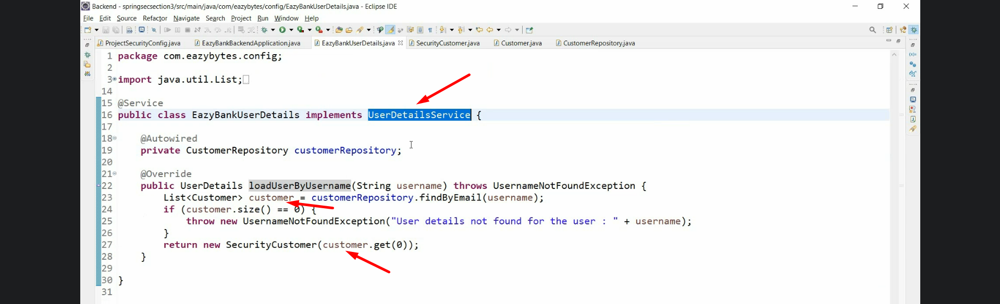 Backend - springsecsection3/src/main/java/com/eazybytes/config/EazyBankUserDetails.java - Eclipse IDE
File Edit Source Refactor Navigate Search Project Run Window Help
ProjectSecurityConfig.java EazyBankBackendApplication.java EazyBankUserDetails.java SecurityCustomer.java Customer.java CustomerRepository.java
1 package com.eazybytes.config;
2
3 import java.util.List;
14
15 @Service
16 public class EazyBankUserDetails implements UserDetailsService {
17
18 @Autowired
19 private CustomerRepository customerRepository;
20
21 @Override
22 public UserDetails loadUserByUsername(String username) throws UsernameNotFoundException {
23 List<Customer> customer = customerRepository.findByEmail(username);
24 if (customer.size() == 0) {
25 throw new UsernameNotFoundException("User details not found for the user : " + username);
26 }
27 return new SecurityCustomer(customer.get(0));
28 }
29
30 }
31